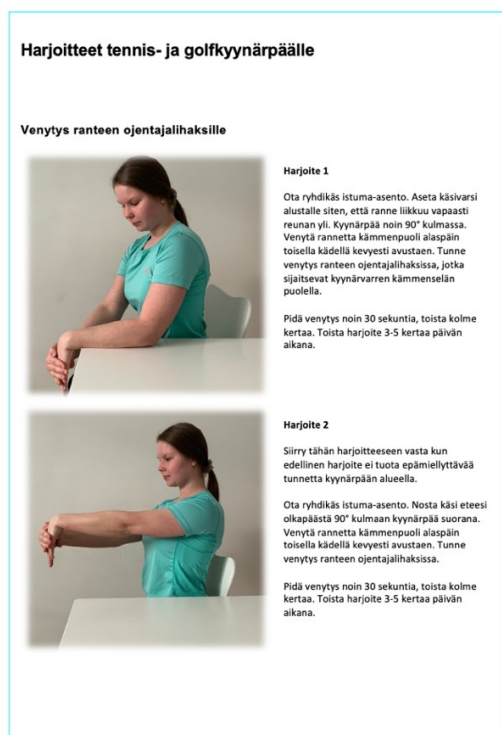 Harjoitteet tennis- ja golfkyynärpäälle
Venytys ranteen ojentajalihaksille
Harjoite 1
Ota ryhdikäs istuma-asento. Aseta käsivarsi
alustalle siten, että ranne liikkuu vapaasti
reunan yli. Kyynärpää noin 90° kulmassa.
Venytä rannetta kämmenpuoli alaspäin
toisella kädellä kevyesti avustaen. Tunne
venytys ranteen ojentajalihaksissa, jotka
sijaitsevat kyynärvarren kämmenselän
puolella.
Pidä venytys noin 30 sekuntia, toista kolme
kertaa. Toista harjoite 3-5 kertaa päivän
aikana.
Harjoite 2
Siirry tähän harjoitteeseen vasta kun
edellinen harjoite ei tuota epämiellyttävää
tunnetta kyynärpään alueella.
Ota ryhdikäs istuma-asento. Nosta käsi eteesi
olkapäästä 90° kulmaan kyynärpää suorana.
Venytä rannetta kämmenpuoli alaspäin
toisella kädellä kevyesti avustaen. Tunne
venytys ranteen ojentajalihaksissa.
Pidä venytys noin 30 sekuntia, toista kolme
kertaa. Toista harjoite 3-5 kertaa päivän
aikana.